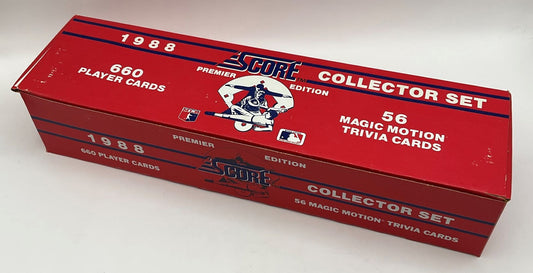 1988
SCORE
COLLECTOR SET
660
PLAYER CARDS
PREMIER
EDITION
56
MAGIC MOTION
TRIVIA CARDS
1988
PREMIER
EDITION
660 PLAYER CARDS
SCORE
COLLECTOR SET
56 MAGIC MOTION TRIVIA CARDS